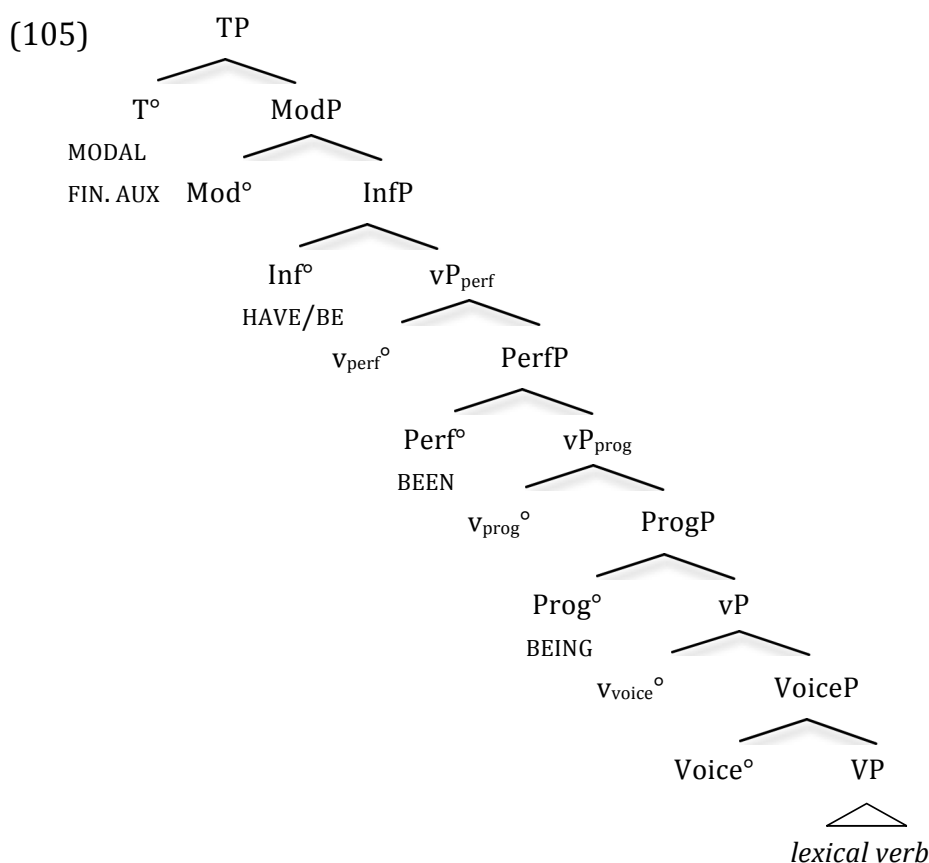 (105) TP
T° ModP
MODAL
FIN. AUX Mod° InfP
Inf° vPperf
HAVE/BE
vperf° PerfP
Perf° vPprog
BEEN
vprog° ProgP
Prog° vP
BEING
vvoice° VoiceP
Voice° VP
lexical verb